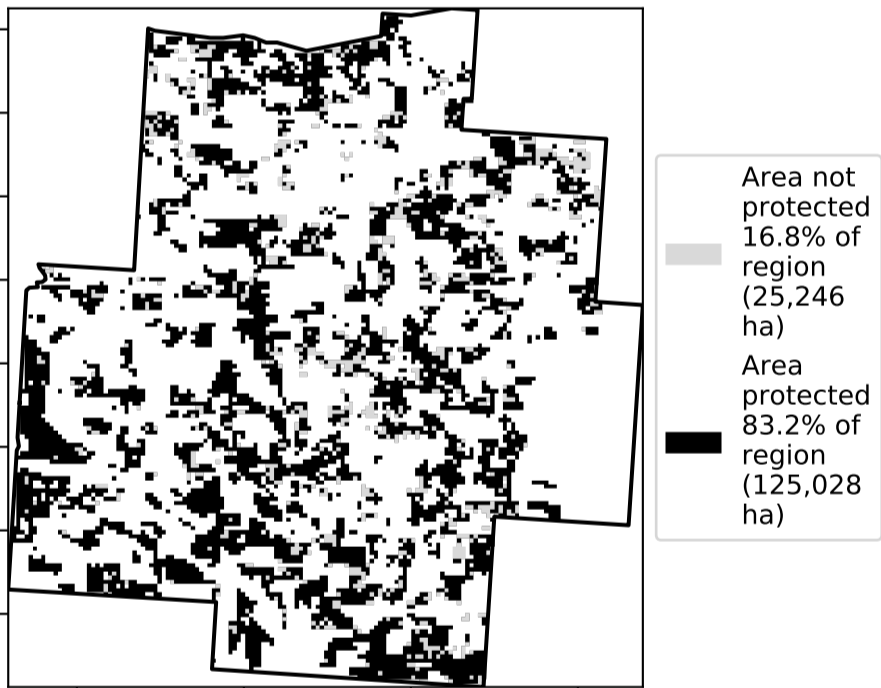 Area not
protected
16.8% of
region
(25,246
ha)
Area
protected
83.2% of
region
(125,028
ha)